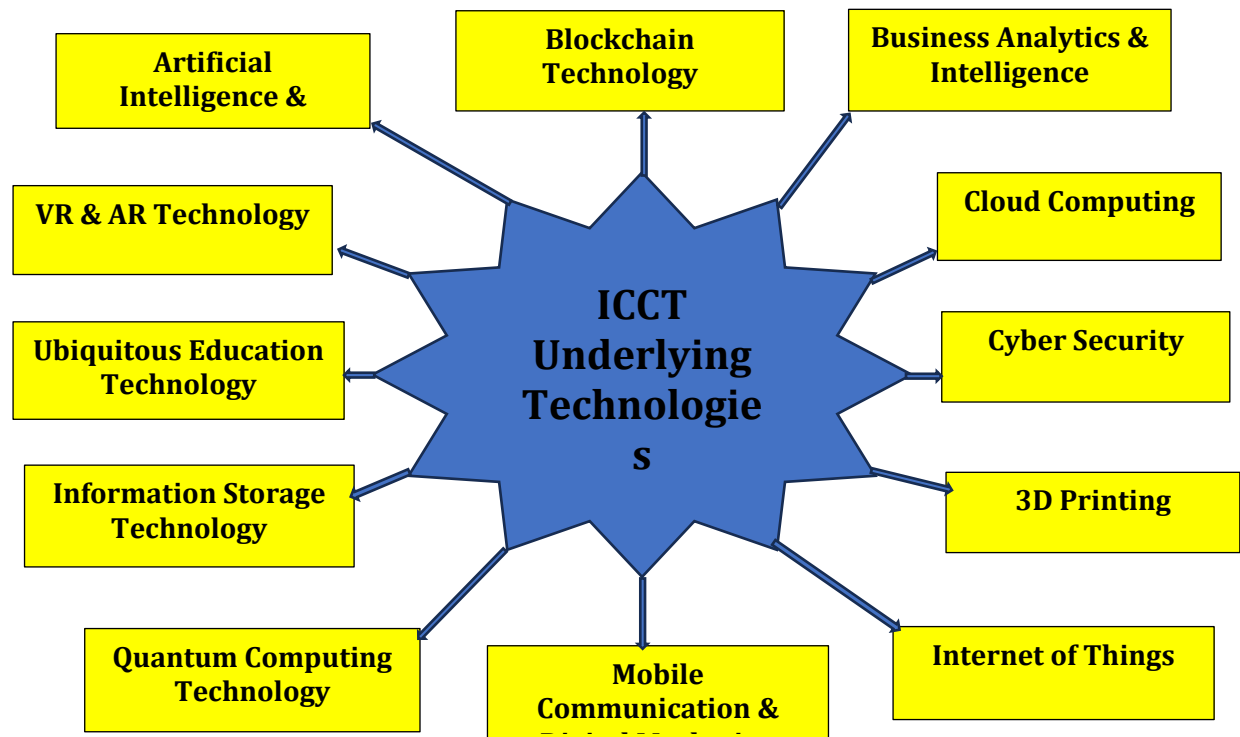 Artificial
Intelligence &
Blockchain
Technology
Business Analytics &
Intelligence
VR & AR Technology
Cloud Computing
ICCT
Underlying
Technologie
s
Ubiquitous Education
Technology
Cyber Security
Information Storage
Technology
3D Printing
Quantum Computing
Technology
Mobile
Communication &
Internet of Things